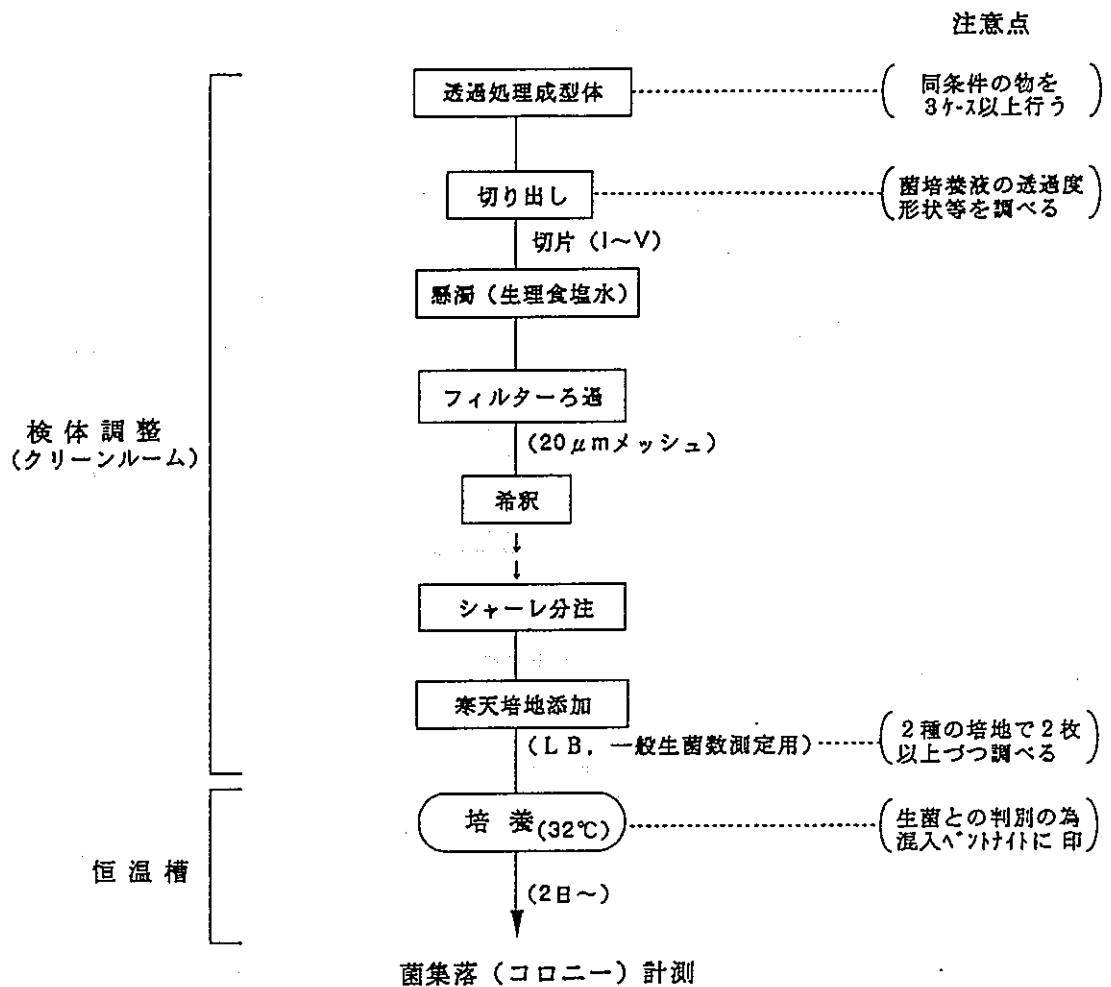 注意点
透過処理成型体
同条件の物を
3ケース以上行う
切り出し
菌培養液の透過度
形状等を調べる
切片 (I~V)
懸濁 (生理食塩水)
フィルターろ過
(20μmメッシュ)
検体調整
(クリーンルーム)
希釈
シャーレ分注
寒天培地添加
(LB, 一般生菌数測定用)
2種の培地で2枚
以上づつ調べる
培養 (32℃)
生菌との判別の為
混入ベントナイトに印
恒温槽
(2日~)
菌集落 (コロニー) 計測